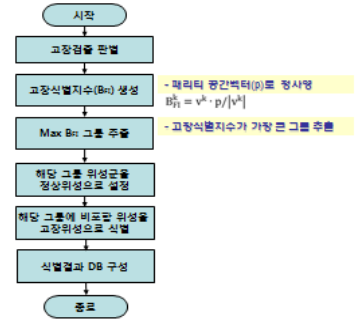 시작
고장검출 판별
고장식별지수(B_FI) 생성
- 패리티 공간벡터(p)로 정사영
B_FI^k = v^k · p/|v^k|
Max B_FI 그룹 추출
- 고장식별지수가 가장 큰 그룹 추출
해당 그룹 위성군을
정상위성으로 설정
해당 그룹에 비포함 위성을
고장위성으로 식별
식별결과 DB 구성
종료